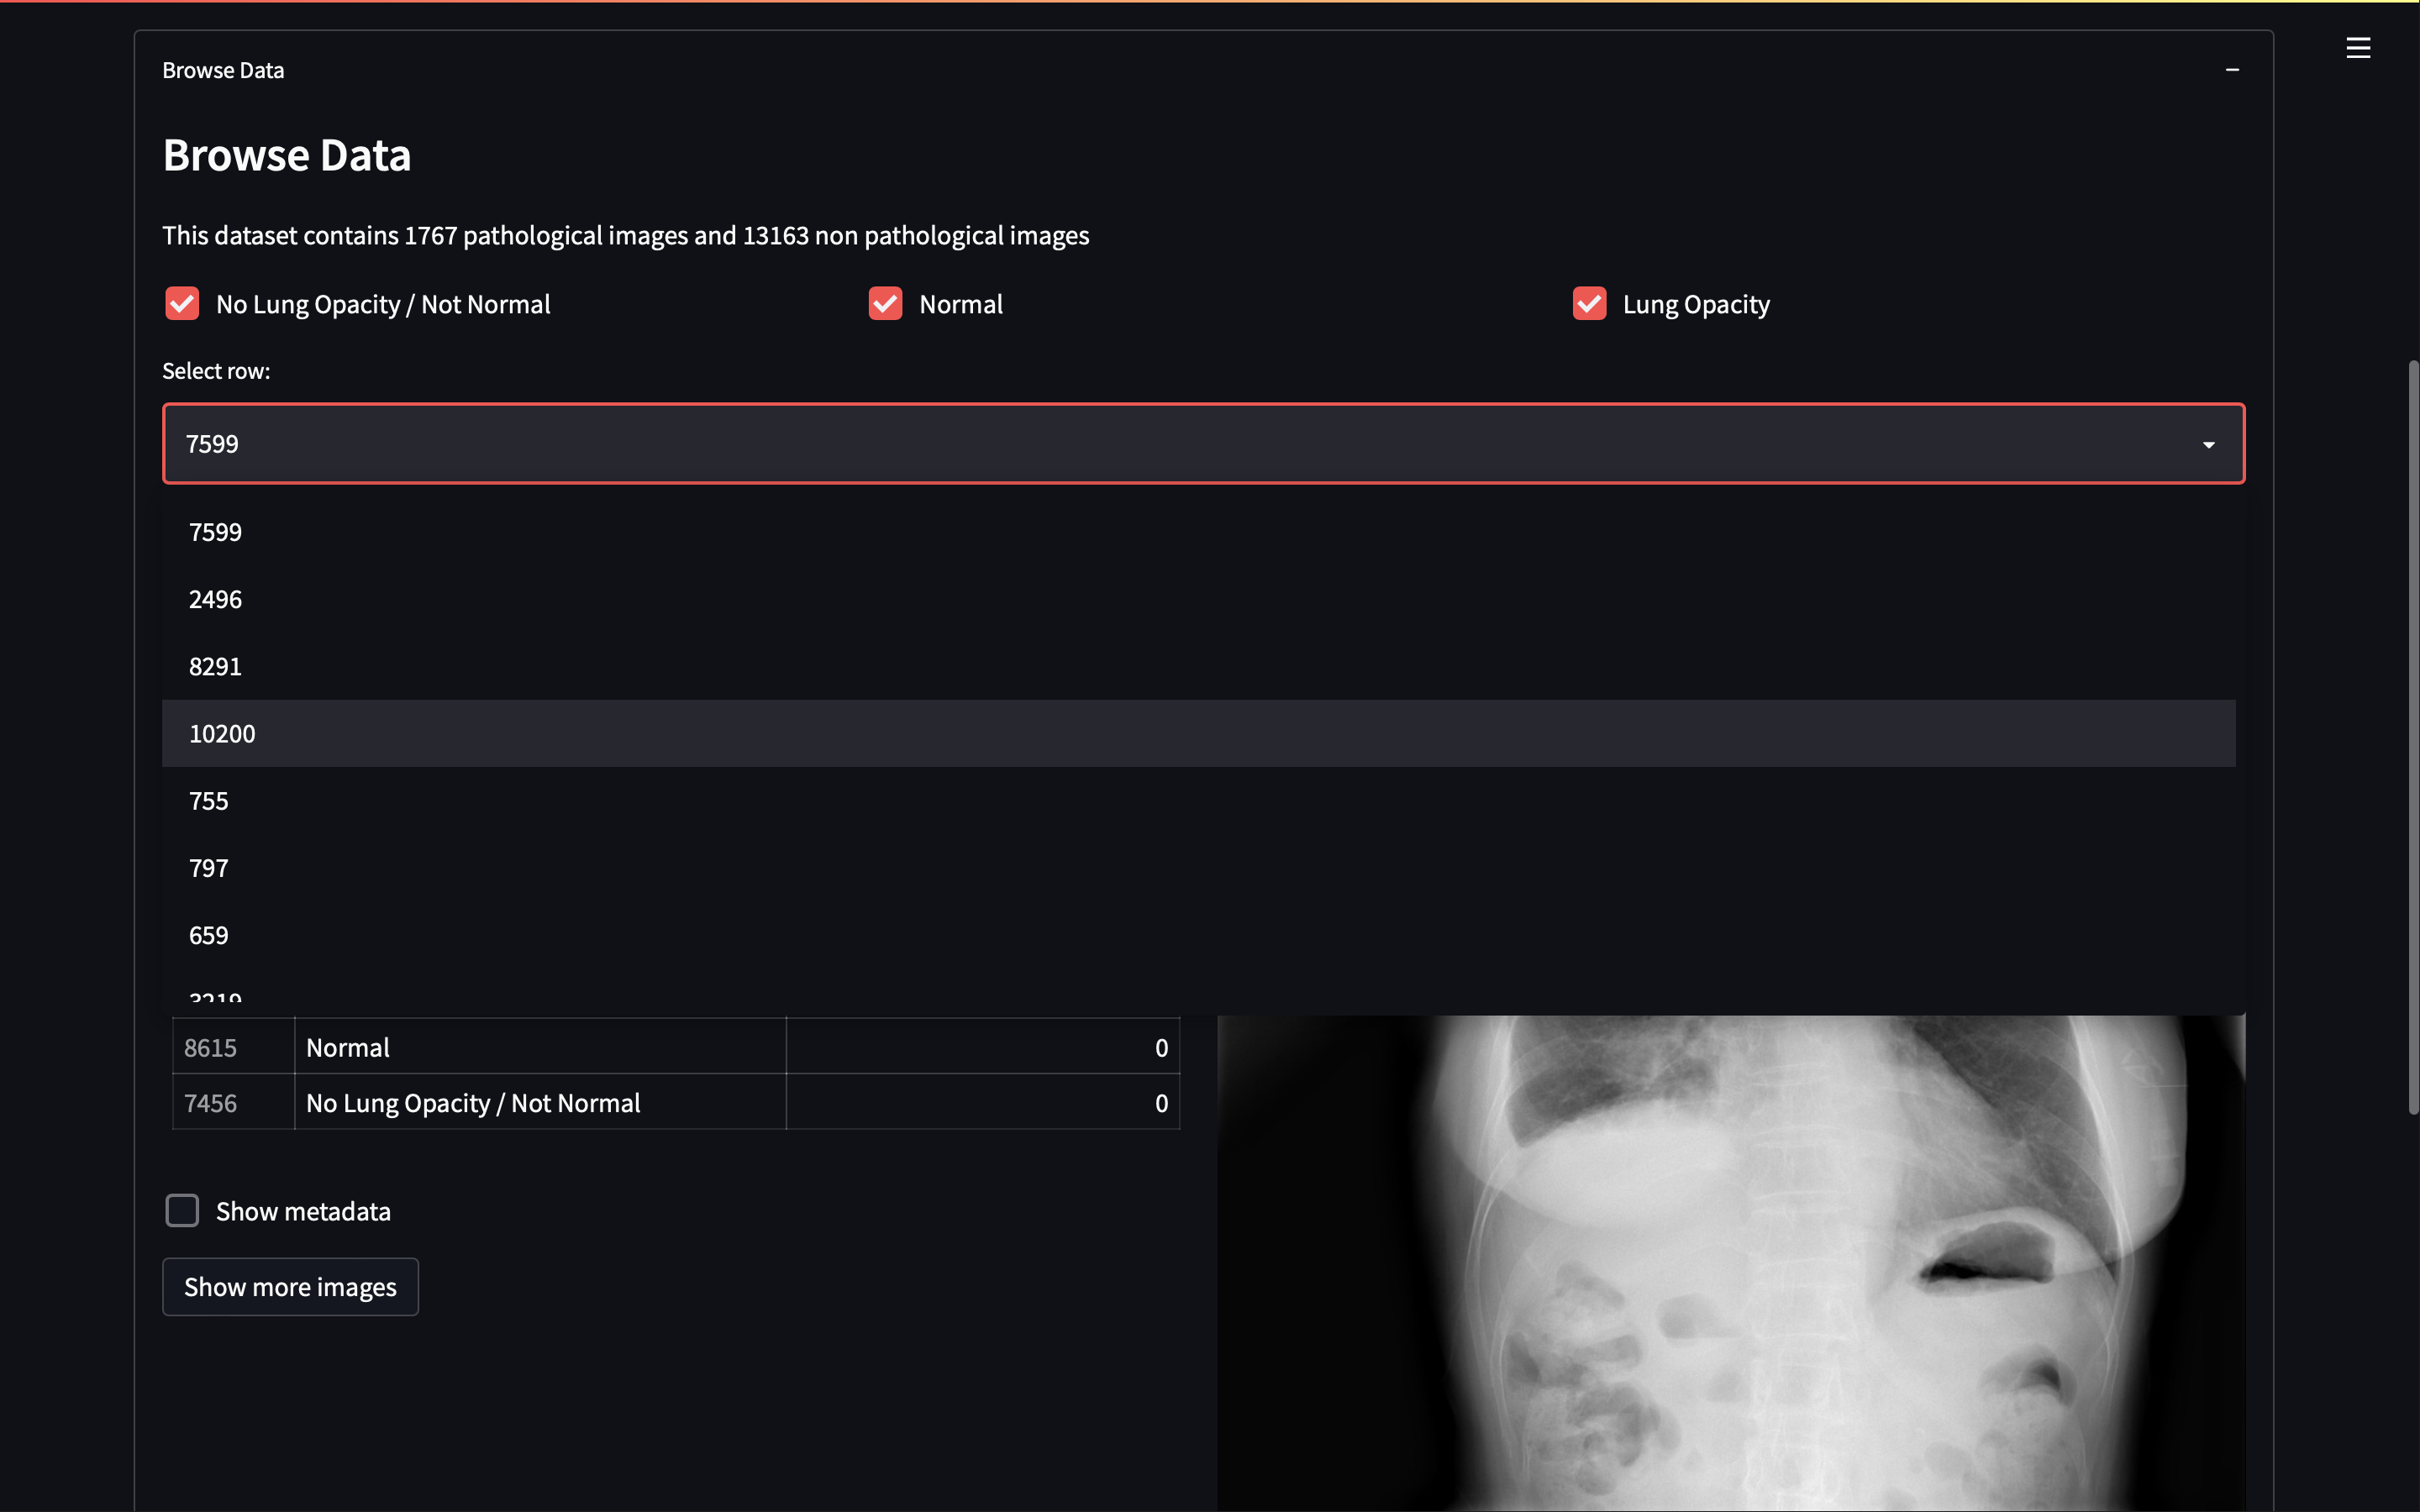 Browse Data
Browse Data
This dataset contains 1767 pathological images and 13163 non pathological images
No Lung Opacity / Not Normal
Normal
Lung Opacity
Select row:
7599
7599
2496
8291
10200
755
797
659
3219
8615 Normal 0
7456 No Lung Opacity / Not Normal 0
Show metadata
Show more images